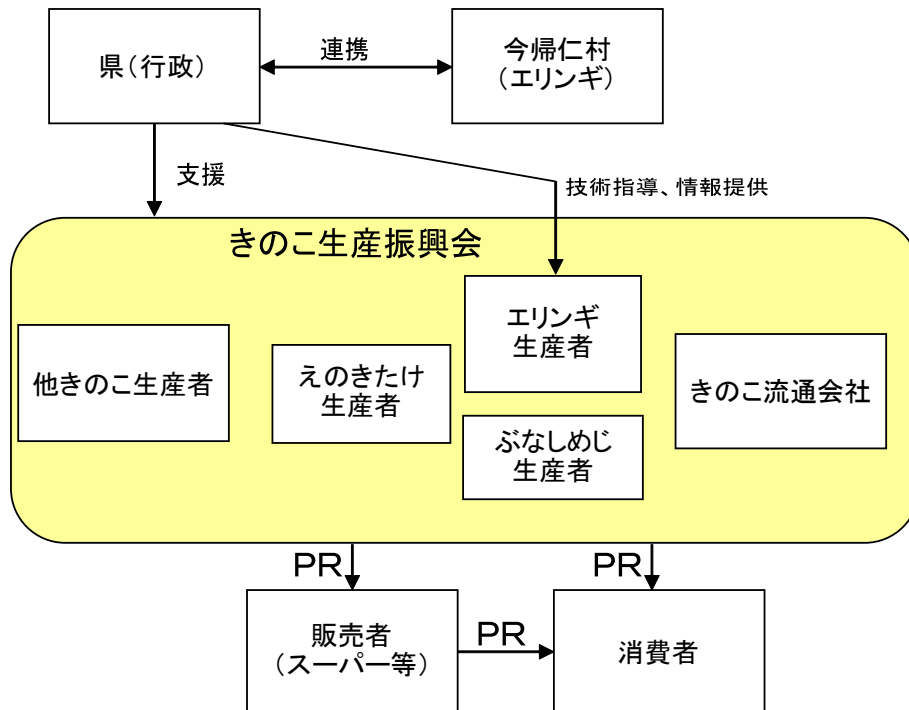 県（行政）
連携
今帰仁村
（エリンギ）
支援
技術指導、情報提供
きのこ生産振興会
エリンギ
生産者
他きのこ生産者
えのきたけ
生産者
きのこ流通会社
ぶなしめじ
生産者
PR
PR
販売者
（スーパー等）
PR
消費者